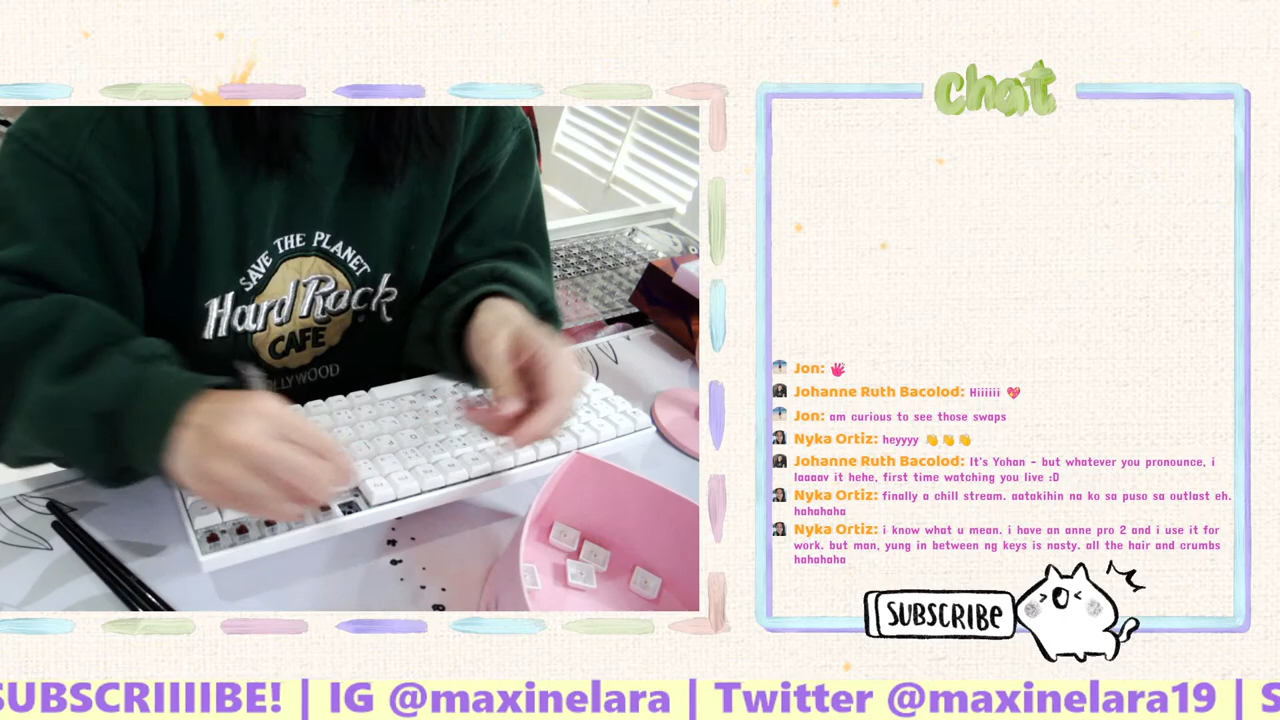 chat
SAVE THE PLANET
Hard Rock
CAFE
HOLLYWOOD
Jon: 👋
Johanne Ruth Bacolod: Hiiiiii 💖
Jon: am curious to see those swaps
Nyka Ortiz: heyyyy 👏👏👏
Johanne Ruth Bacolod: It's Yohan - but whatever you pronounce, i
laaaav it hehe, first time watching you live :D
Nyka Ortiz: finally a chill stream. aatakihin na ko sa puso sa outlast eh.
hahahaha
Nyka Ortiz: i know what u mean. i have an anne pro 2 and i use it for
work. but man, yung in between ng keys is nasty. all the hair and crumbs
hahahaha
SUBSCRIBE
SUBSCRIIIIBE! | IG @maxinelara | Twitter @maxinelara19 | S